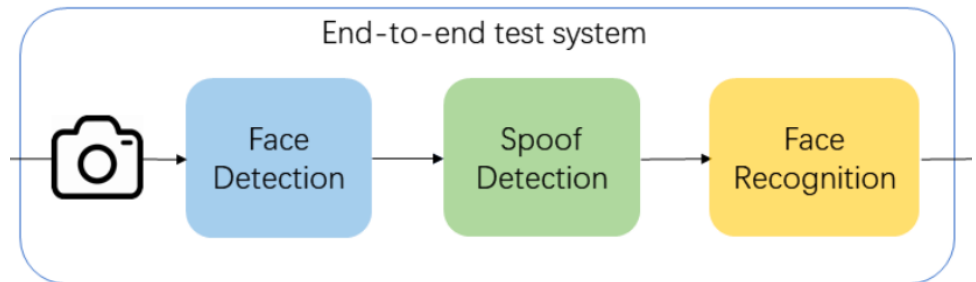 End-to-end test system
Face
Detection
Spoof
Detection
Face
Recognition